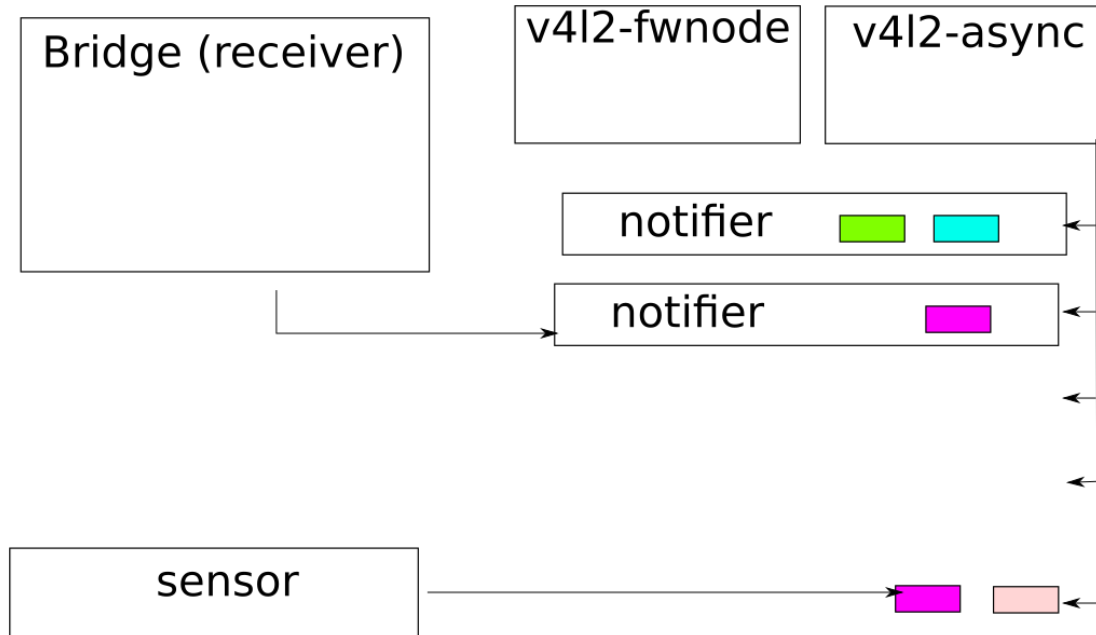 Bridge (receiver)
v4l2-fwnode
v4l2-async
notifier
notifier
sensor